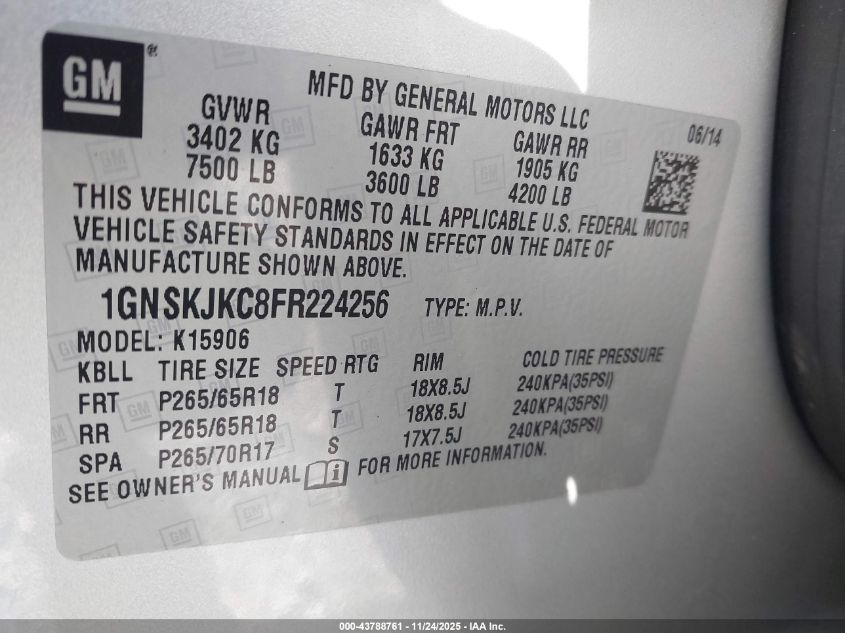 GM®
MFD BY GENERAL MOTORS LLC
06/14
GVWR GAWR FRT GAWR RR
3402 KG 1633 KG 1905 KG
7500 LB 3600 LB 4200 LB
THIS VEHICLE CONFORMS TO ALL APPLICABLE U.S. FEDERAL MOTOR
VEHICLE SAFETY STANDARDS IN EFFECT ON THE DATE OF
MANUFACTURE SHOWN ABOVE.
1GNSKJKC8FR224256 TYPE: M.P.V.
MODEL: K15906
KBLL TIRE SIZE SPEED RTG RIM COLD TIRE PRESSURE
FRT P265/65R18 T 18X8.5J 240KPA(35PSI)
RR P265/65R18 T 18X8.5J 240KPA(35PSI)
SPA P265/70R17 S 17X7.5J 240KPA(35PSI)
SEE OWNER'S MANUAL i FOR MORE INFORMATION.
000-43788761 - 11/24/2025 - IAA Inc.